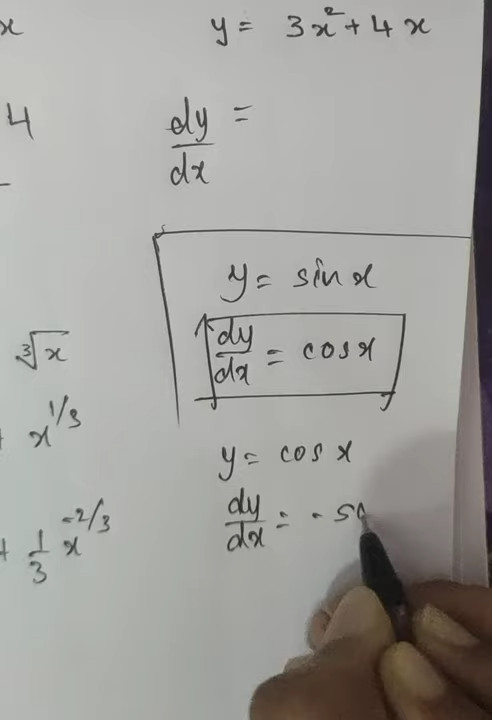 x
y = 3x² + 4x
4
dy/dx =
y = sin x
dy/dx = cos x
∛x
x^1/3
y = cos x
+ 1/3 x^-2/3
dy/dx = -s